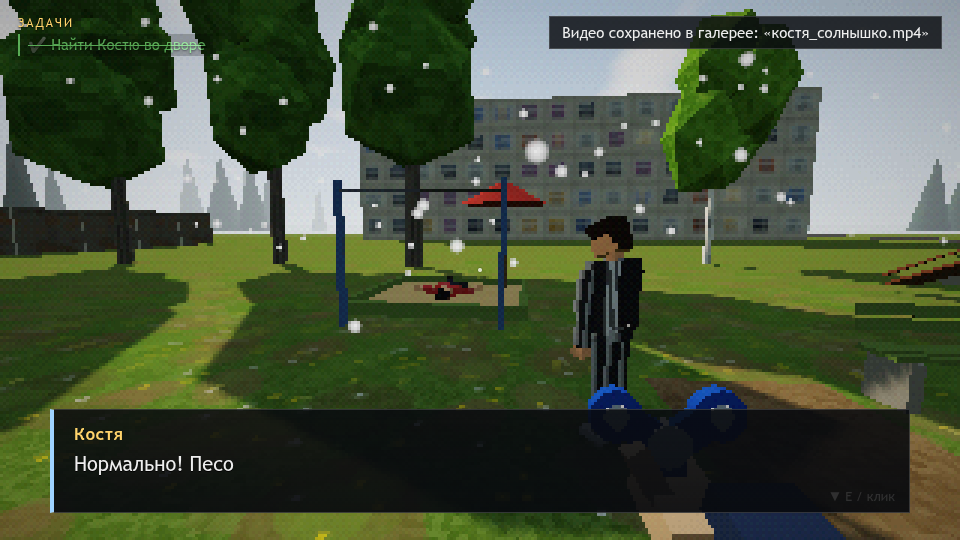 ЗАДАЧИ
✓ Найти Костю во дворе
Видео сохранено в галерее: «костя_солнышко.mp4»
Костя
Нормально! Песо
▼ E / клик